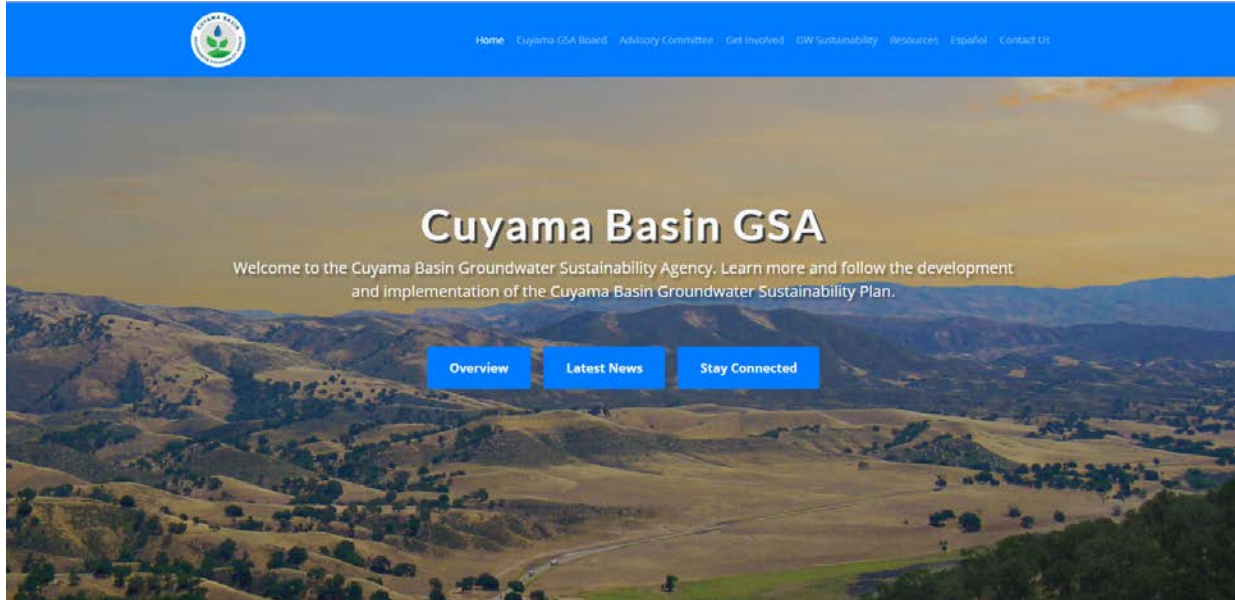 CUYAMA BASIN
Home Cuyama GSA Board Advisory Committee Get Involved GW Sustainability Resources Español Contact Us
Cuyama Basin GSA
Welcome to the Cuyama Basin Groundwater Sustainability Agency. Learn more and follow the development
and implementation of the Cuyama Basin Groundwater Sustainability Plan.
Overview Latest News Stay Connected